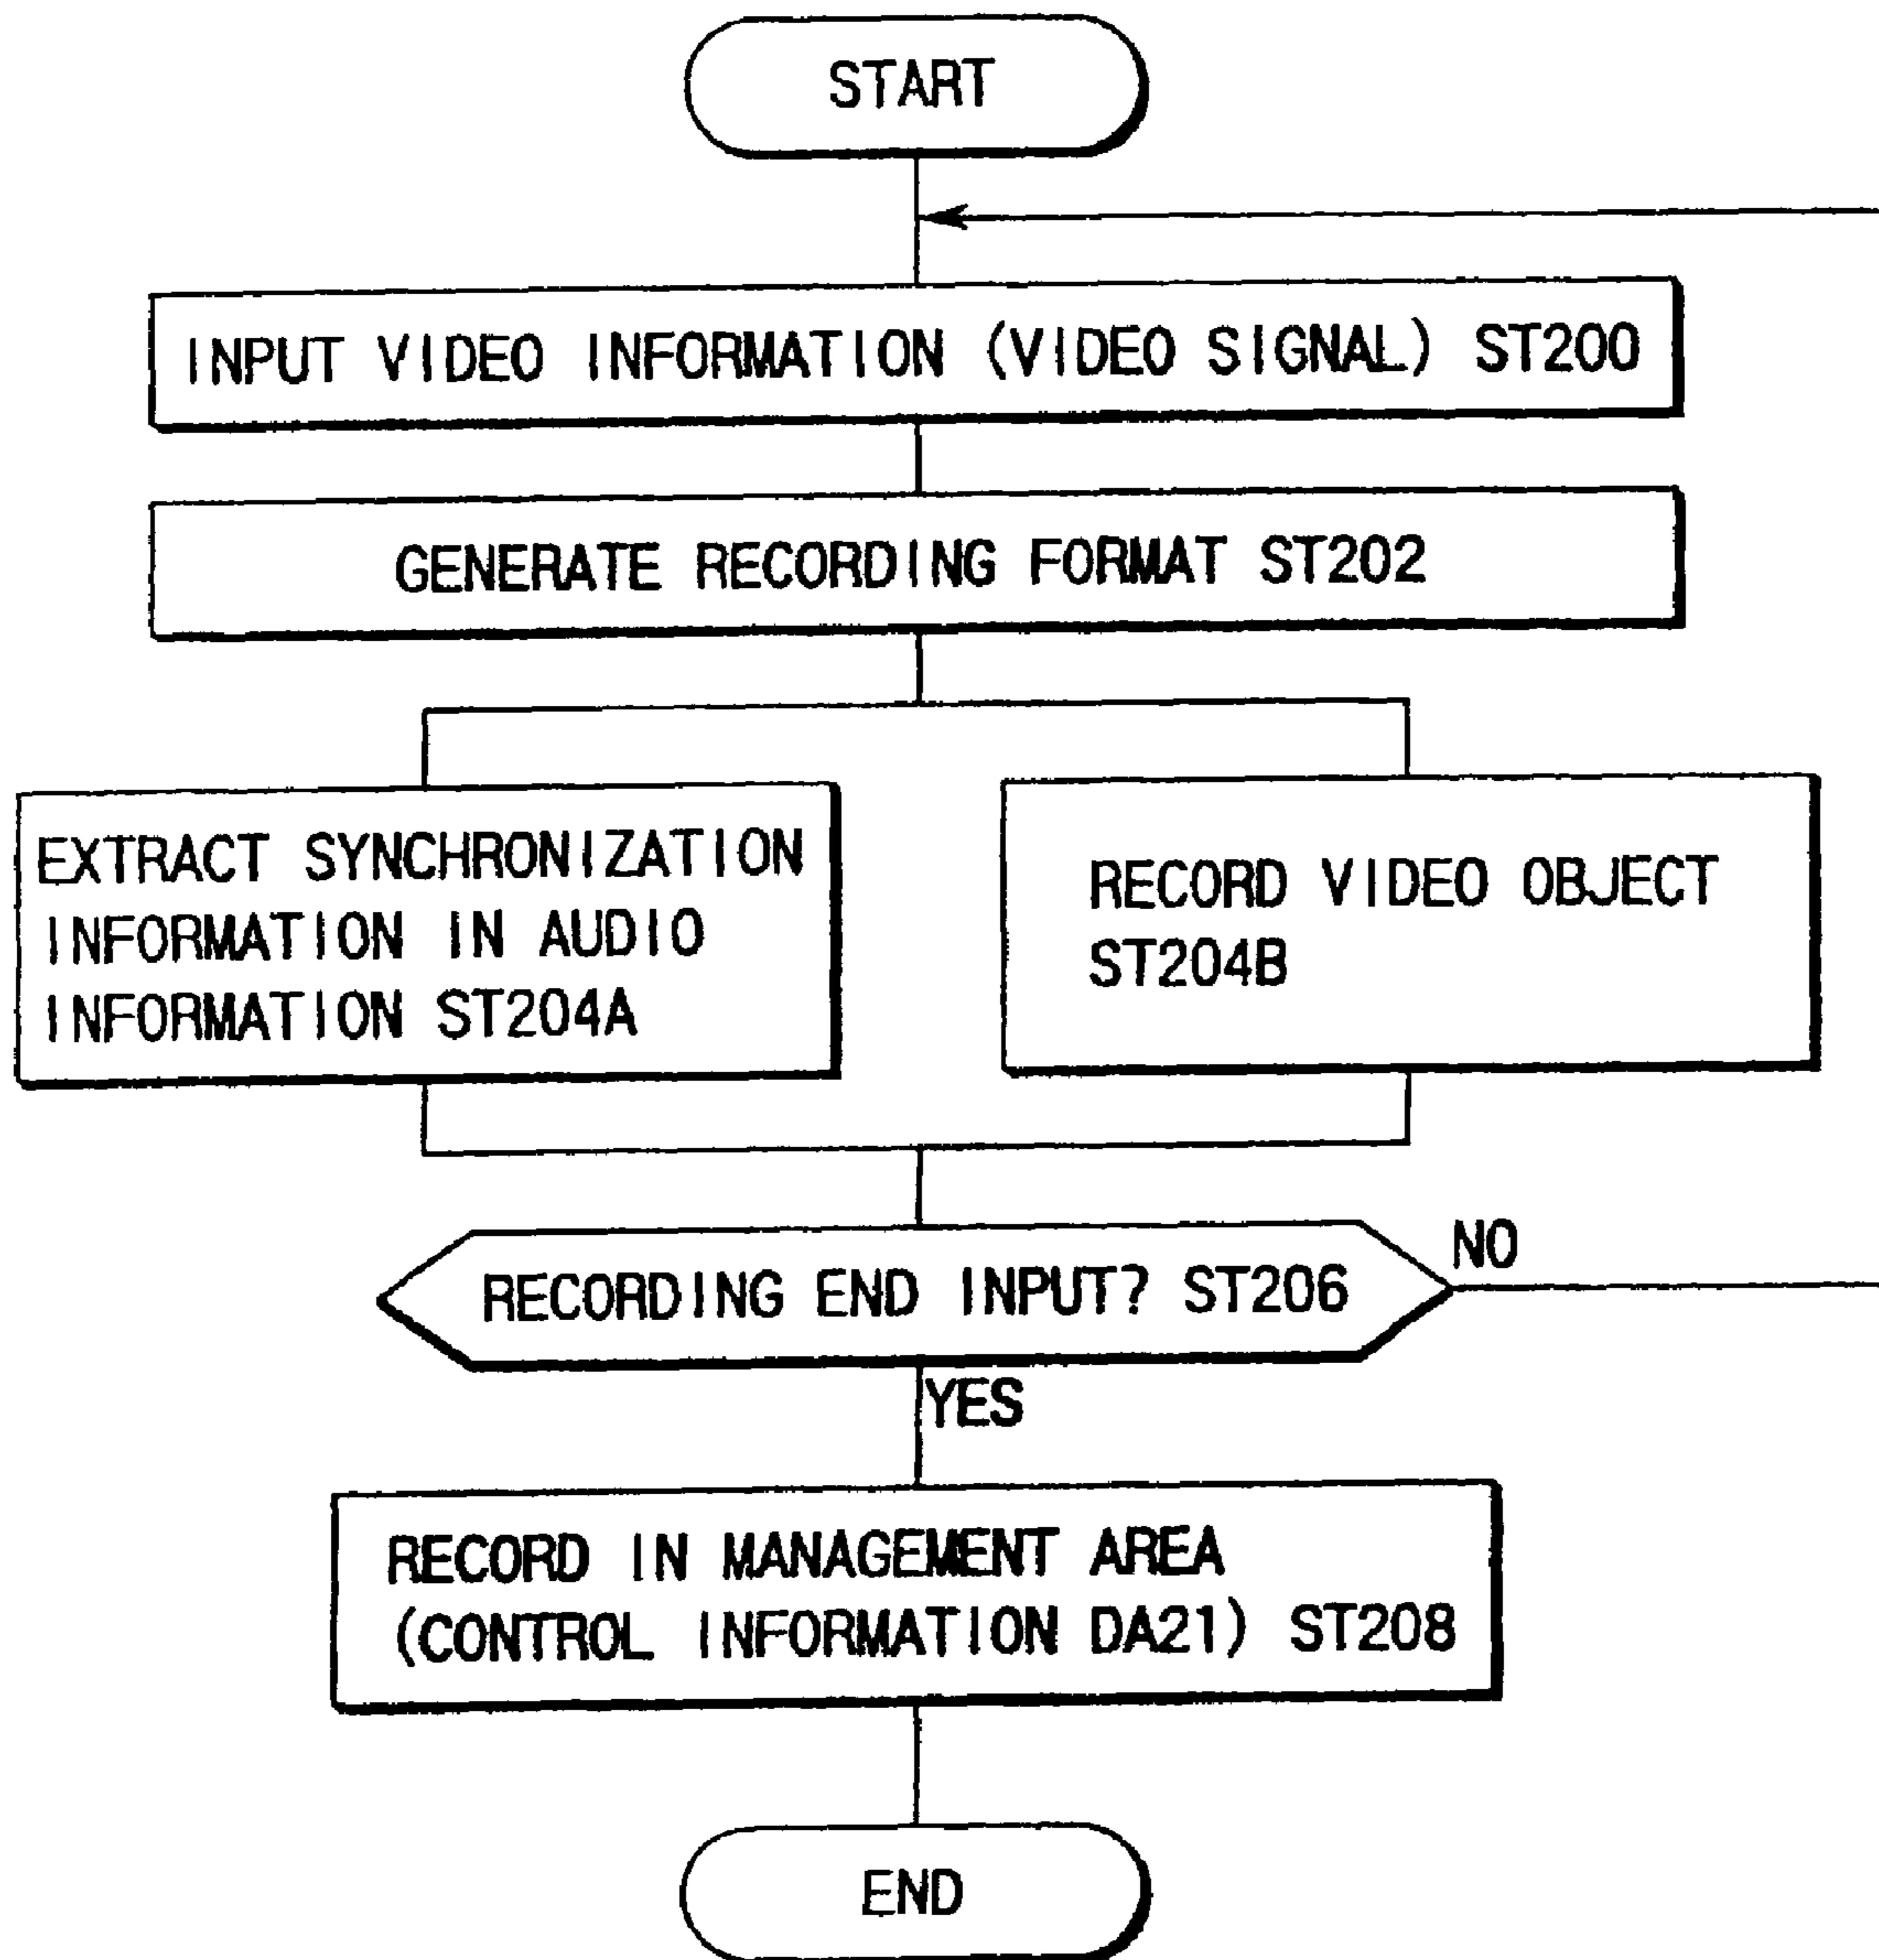 START
INPUT VIDEO INFORMATION (VIDEO SIGNAL) ST200
GENERATE RECORDING FORMAT ST202
EXTRACT SYNCHRONIZATION
INFORMATION IN AUDIO
INFORMATION ST204A
RECORD VIDEO OBJECT
ST204B
RECORDING END INPUT? ST206
NO
YES
RECORD IN MANAGEMENT AREA
(CONTROL INFORMATION DA21) ST208
END